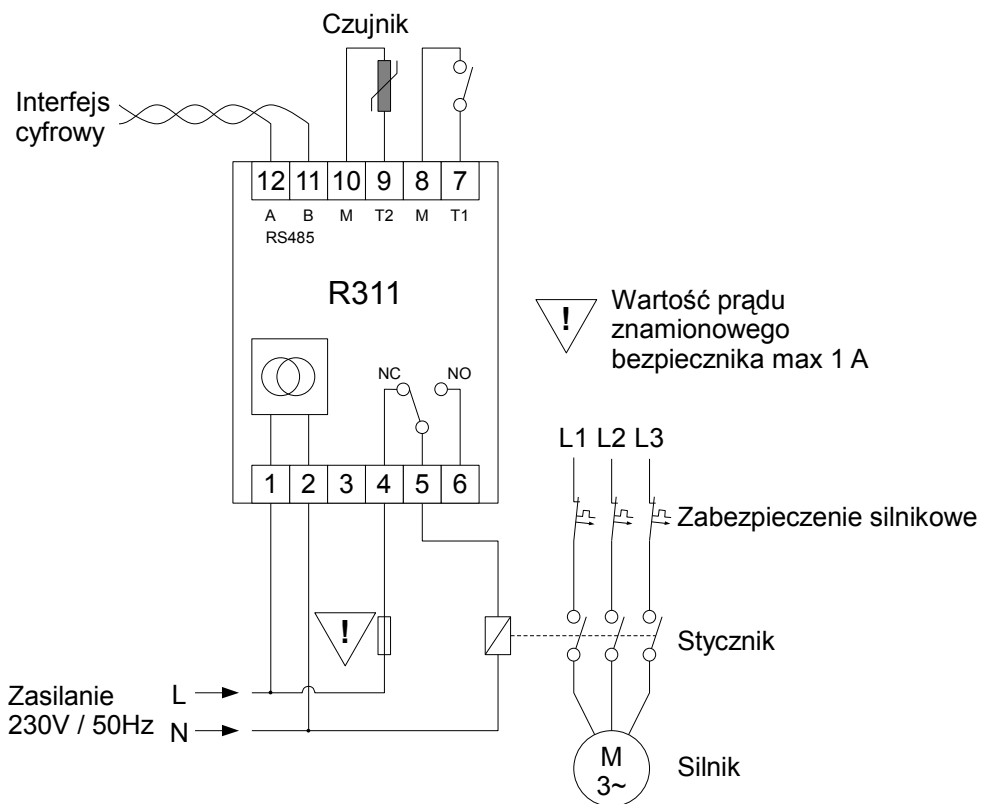 Czujnik
Interfejs
cyfrowy
12 11 10 9 8 7
A B M T2 M T1
RS485
R311
! Wartość prądu
znamionowego
bezpiecznika max 1 A
NC NO
L1 L2 L3
1 2 3 4 5 6
Zabezpieczenie silnikowe
!
Stycznik
Zasilanie L
230V / 50Hz N
M
3~
Silnik